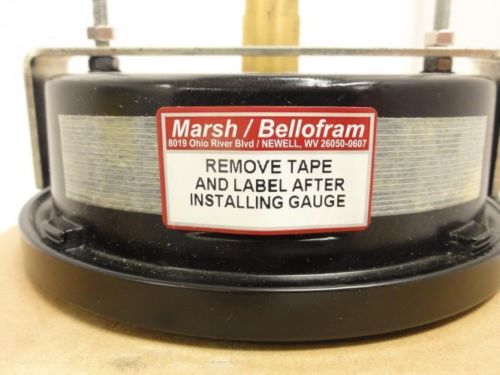 Marsh / Bellofram
8019 Ohio River Blvd / NEWELL, WV 26050-0607
REMOVE TAPE
AND LABEL AFTER
INSTALLING GAUGE